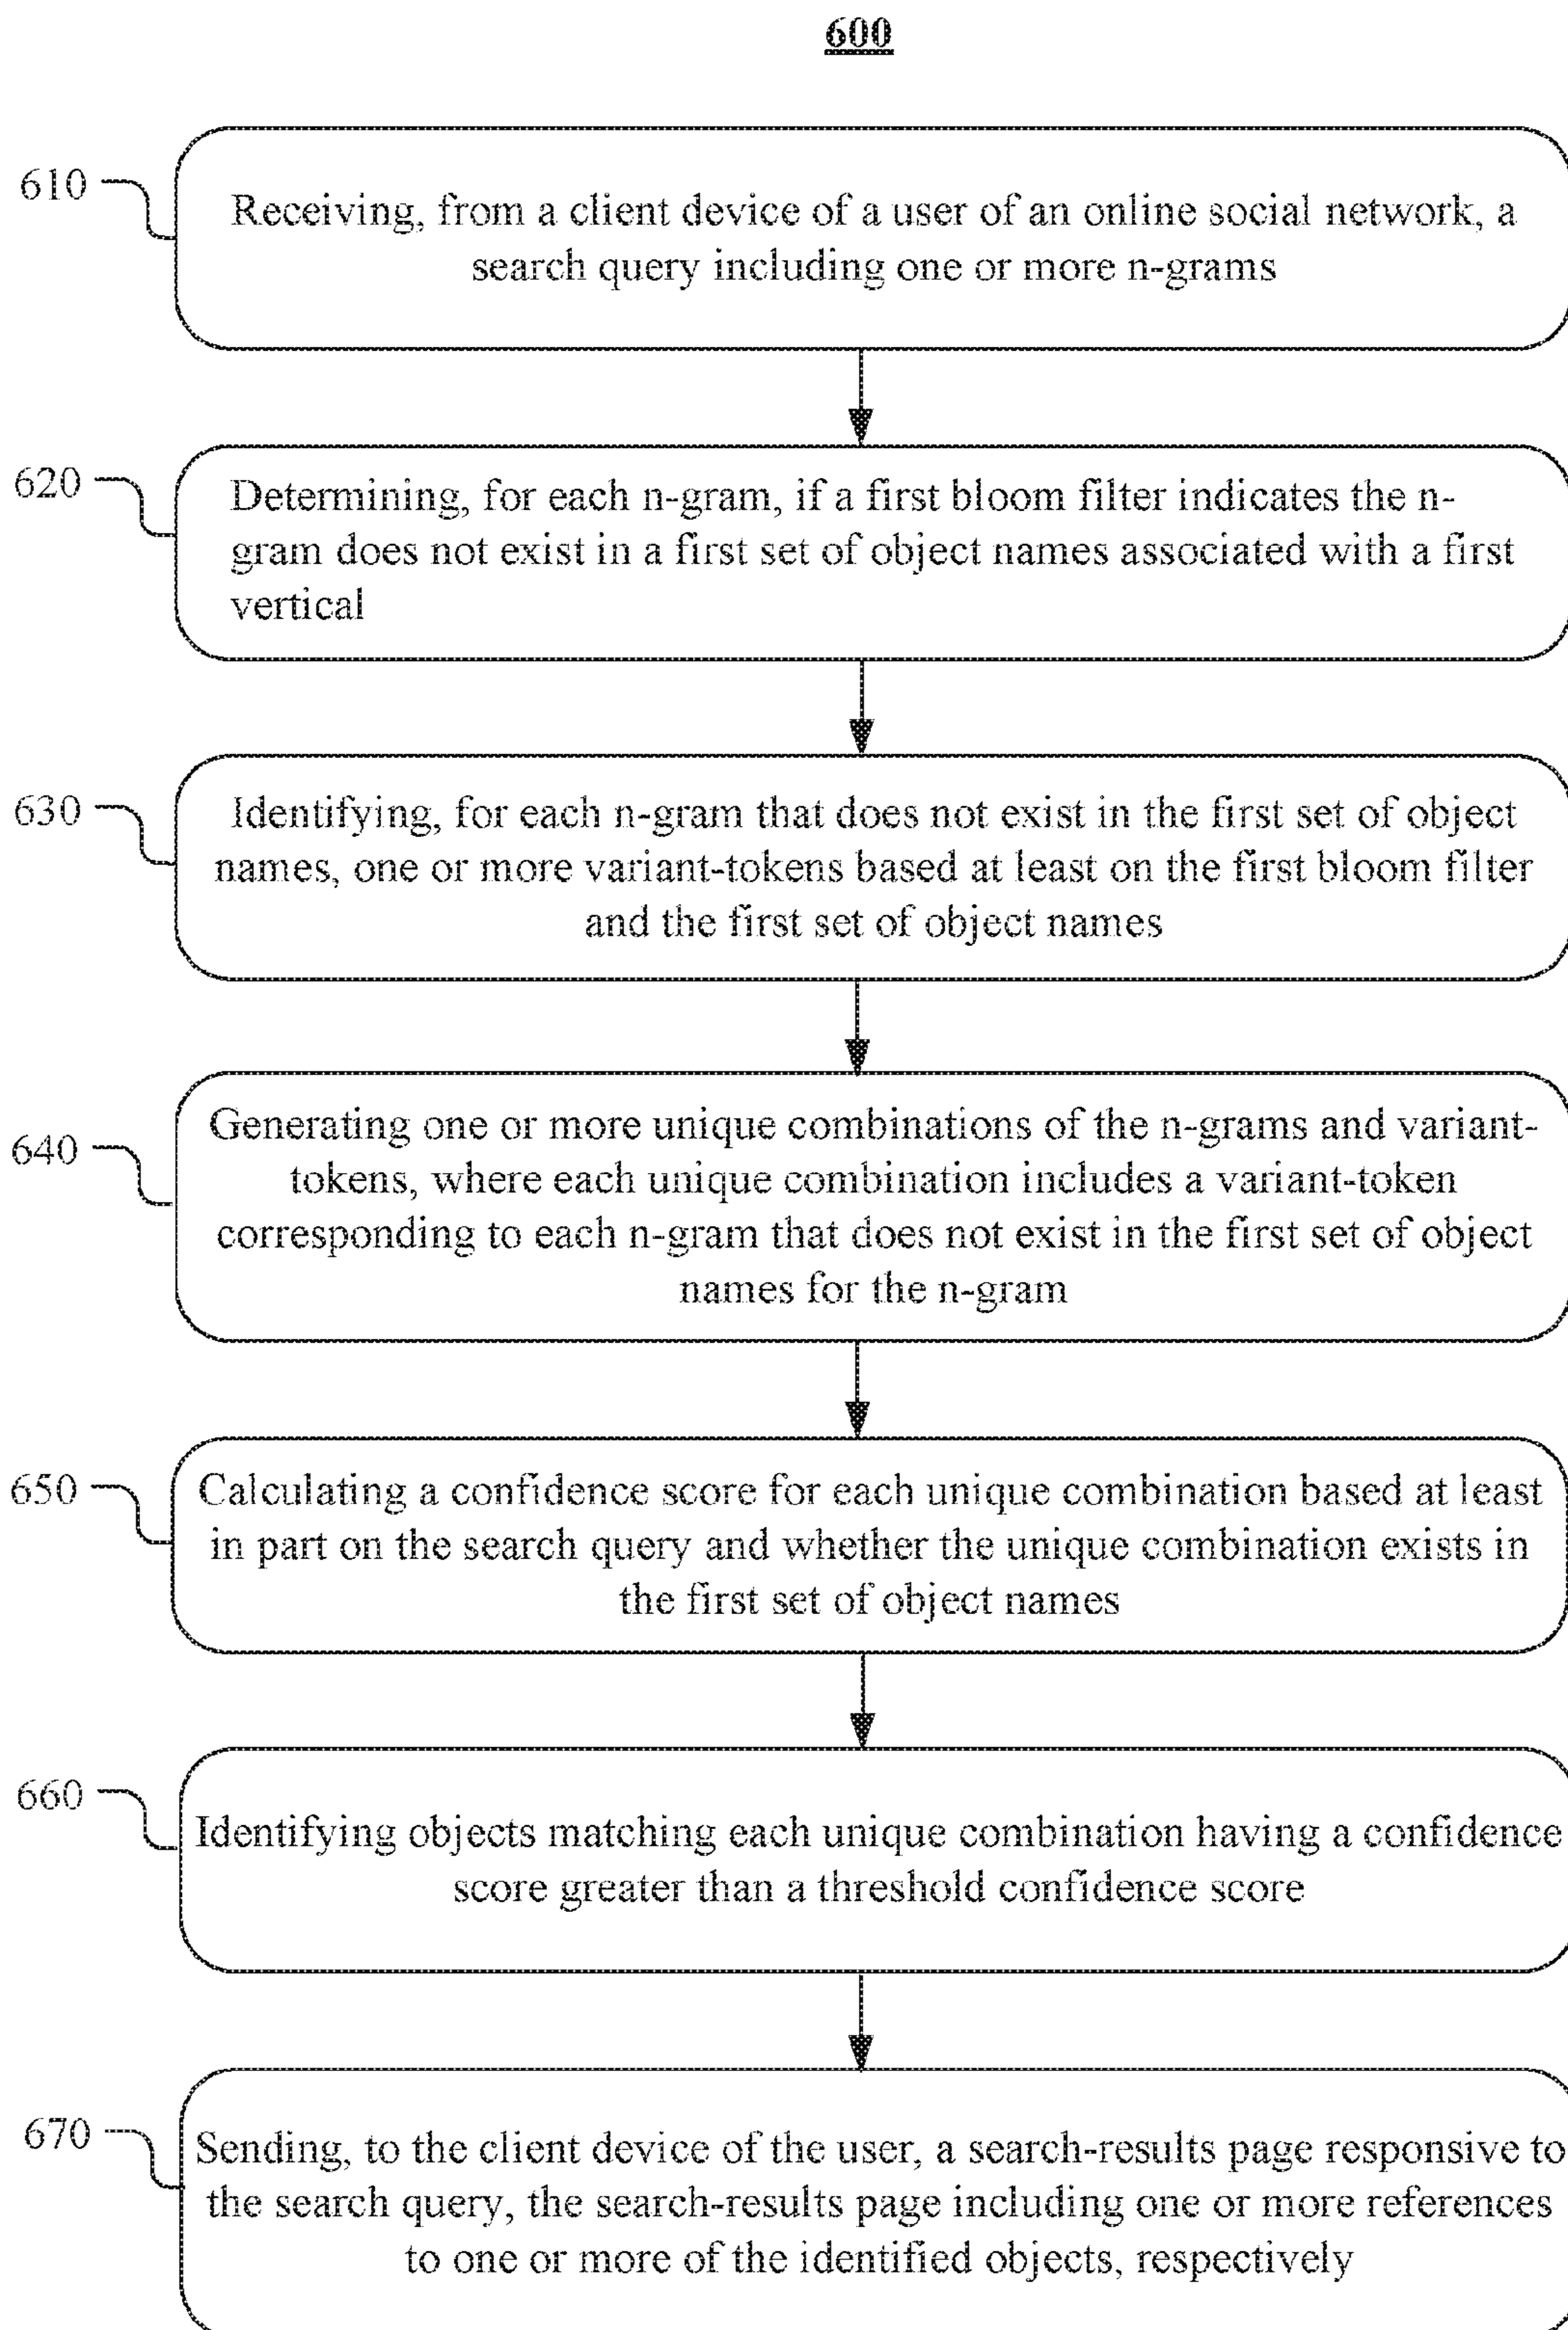 600
610
Receiving, from a client device of a user of an online social network, a
search query including one or more n-grams
620
Determining, for each n-gram, if a first bloom filter indicates the n-
gram does not exist in a first set of object names associated with a first
vertical
630
Identifying, for each n-gram that does not exist in the first set of object
names, one or more variant-tokens based at least on the first bloom filter
and the first set of object names
640
Generating one or more unique combinations of the n-grams and variant-
tokens, where each unique combination includes a variant-token
corresponding to each n-gram that does not exist in the first set of object
names for the n-gram
650
Calculating a confidence score for each unique combination based at least
in part on the search query and whether the unique combination exists in
the first set of object names
660
Identifying objects matching each unique combination having a confidence
score greater than a threshold confidence score
670
Sending, to the client device of the user, a search-results page responsive to
the search query, the search-results page including one or more references
to one or more of the identified objects, respectively